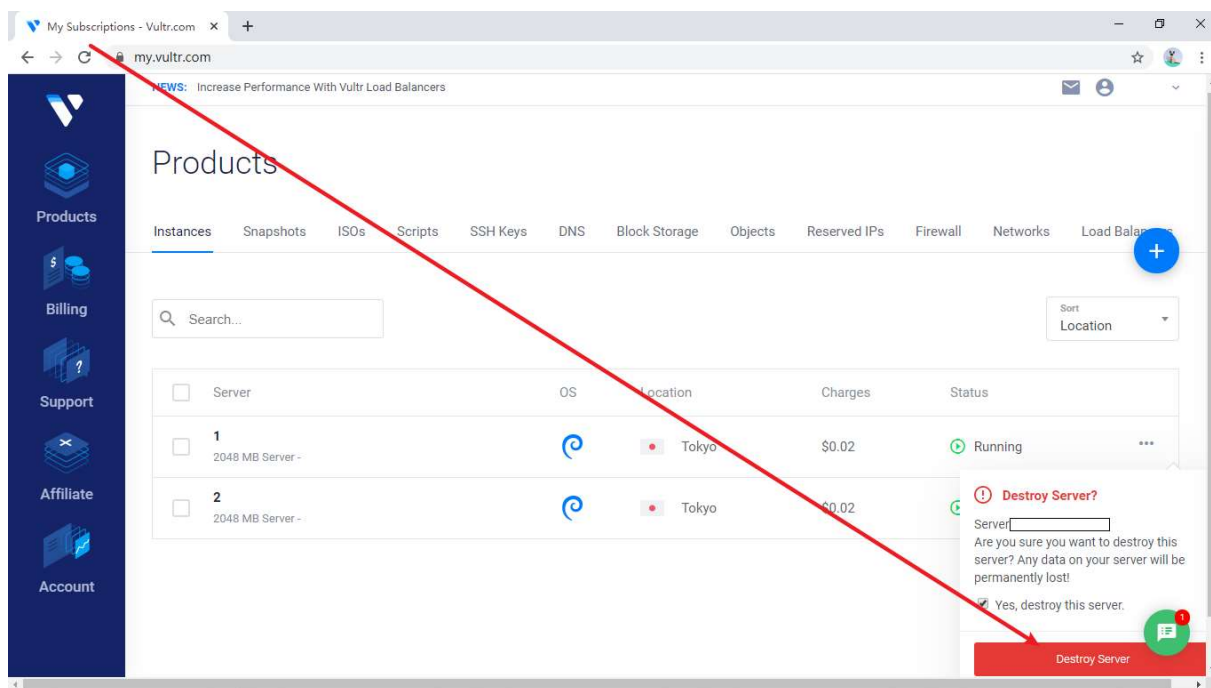 My Subscriptions - Vultr.com
my.vultr.com
NEWS: Increase Performance With Vultr Load Balancers
Products
Products
Instances Snapshots ISOs Scripts SSH Keys DNS Block Storage Objects Reserved IPs Firewall Networks Load Balancers
$
Billing
Search...
Sort
Location
?
Support
Server OS Location Charges Status
1
2048 MB Server -
Tokyo $0.02 Running
Affiliate
2
2048 MB Server -
Tokyo $0.02
Destroy Server?
Server
Are you sure you want to destroy this
server? Any data on your server will be
permanently lost!
Account
Yes, destroy this server.
1
Destroy Server